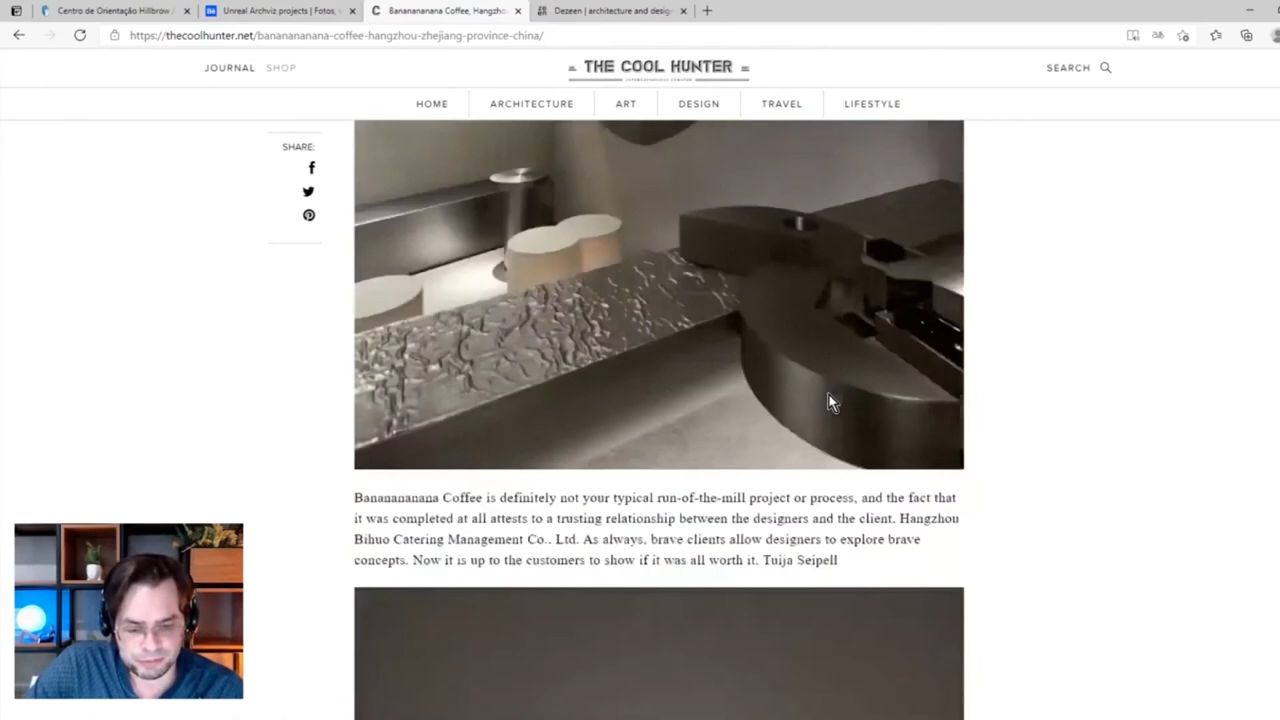 Centro de Orientação Hillbrow /
Unreal Archviz projects | Fotos, v
Banananananana Coffee, Hangzho
Dezeen | architecture and desig
https://thecoolhunter.net/bananananana-coffee-hangzhou-zhejiang-province-china/
JOURNAL SHOP
THE COOL HUNTER
SEARCH
HOME ARCHITECTURE ART DESIGN TRAVEL LIFESTYLE
SHARE:
Bananananana Coffee is definitely not your typical run-of-the-mill project or process, and the fact that
it was completed at all attests to a trusting relationship between the designers and the client, Hangzhou
Bihuo Catering Management Co., Ltd. As always, brave clients allow designers to explore brave
concepts. Now it is up to the customers to show if it was all worth it. Tuija Seipell